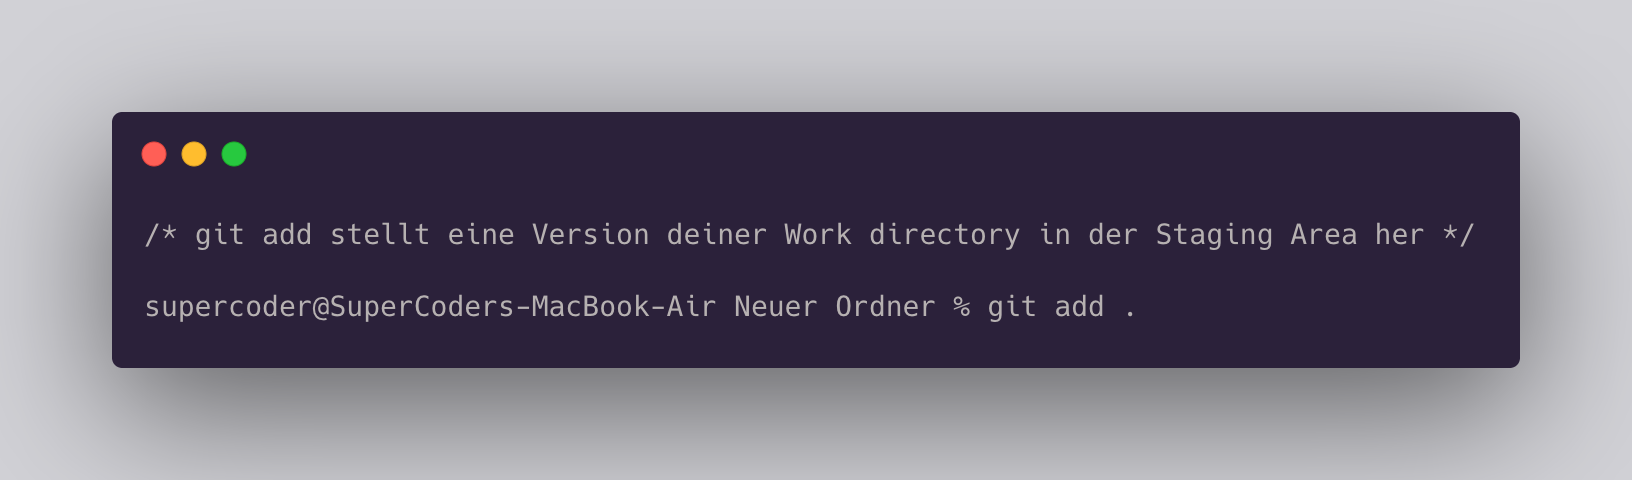 /* git add stellt eine Version deiner Work directory in der Staging Area her */
supercoder@SuperCoders-MacBook-Air Neuer Ordner % git add .